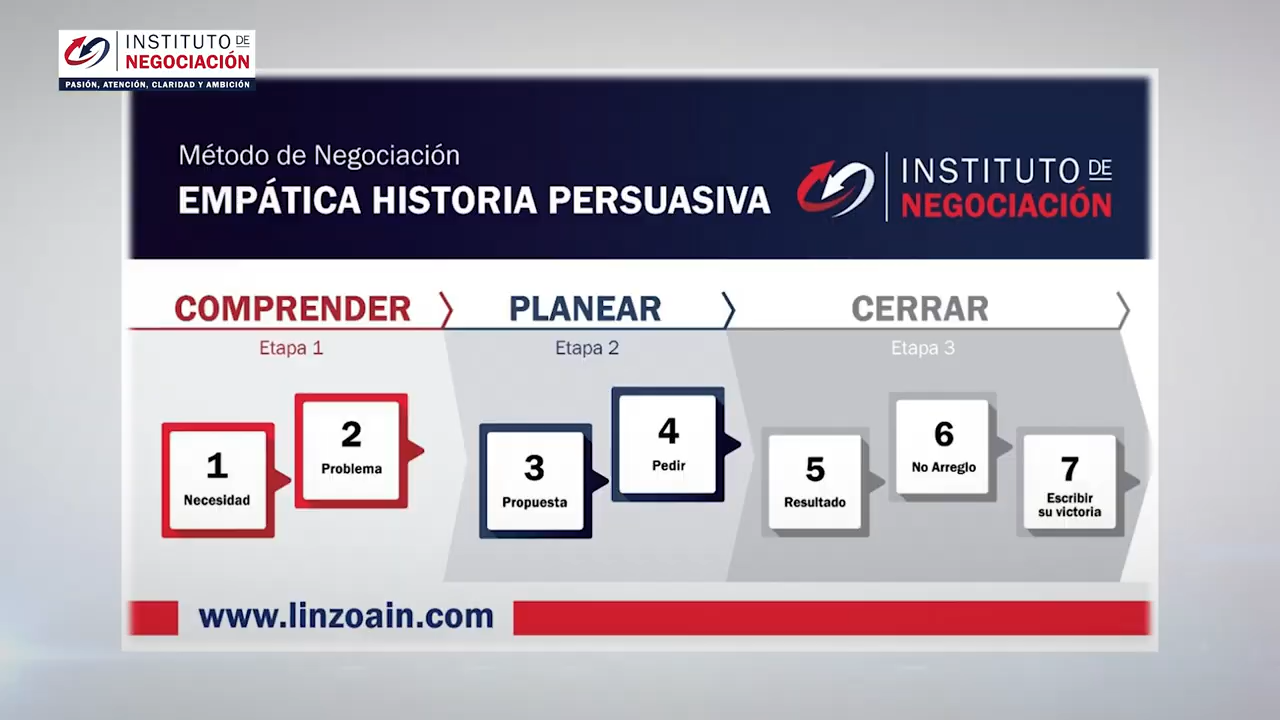 INSTITUTO DE
NEGOCIACIÓN
PASIÓN, ATENCIÓN, CLARIDAD Y AMBICIÓN
Método de Negociación
EMPÁTICA HISTORIA PERSUASIVA
INSTITUTO DE
NEGOCIACIÓN
COMPRENDER
PLANEAR
CERRAR
Etapa 1
Etapa 2
Etapa 3
1
Necesidad
2
Problema
3
Propuesta
4
Pedir
5
Resultado
6
No Arreglo
7
Escribir
su victoria
www.linzoain.com